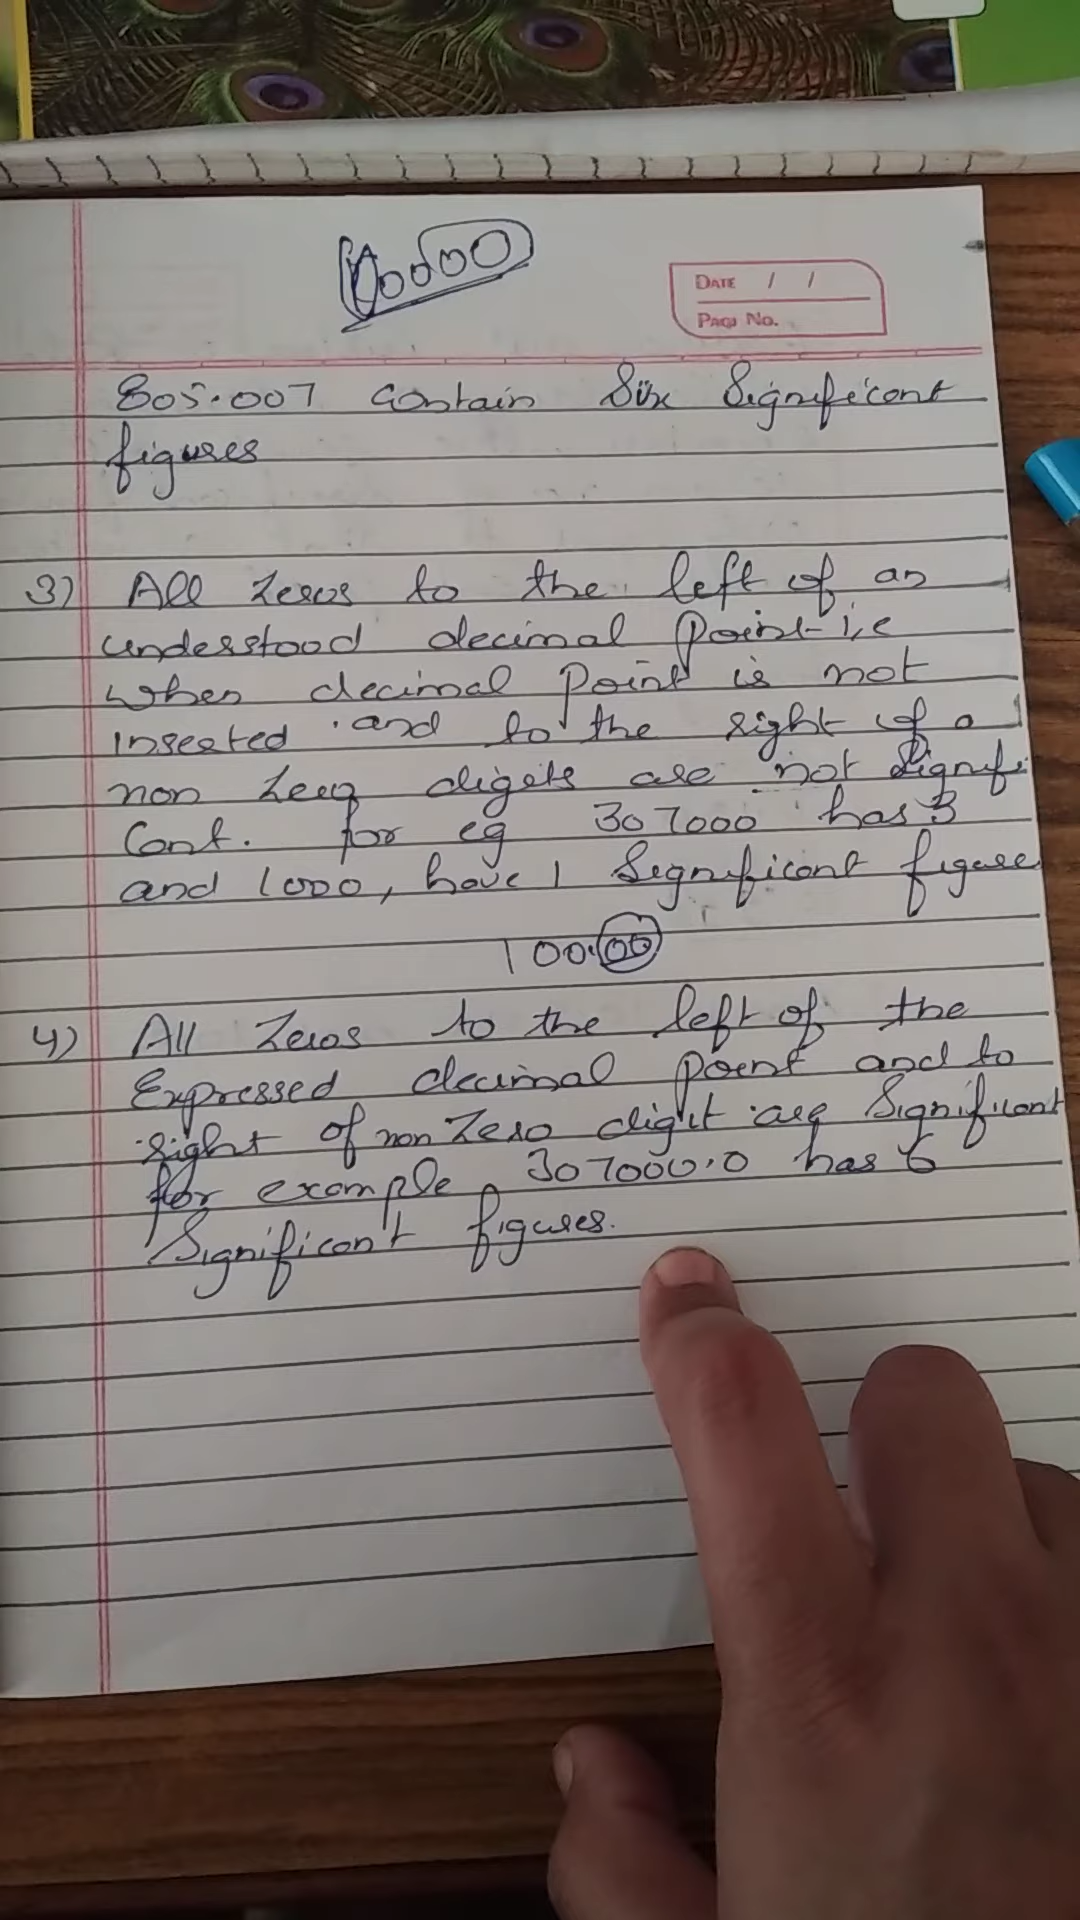 10000
DATE / /
PAGE No.
805.007 contain Six Significant
figures
3) All zeros to the left of an
understood decimal Point i,e
when decimal Point is not
inserted and to the right of a
non zero digits are not signifi
cant. for eg 307000 has 3
and 1000, have 1 Significant figure
100.00
4) All zeros to the left of the
Expressed decimal point and to
right of non zero digit are Significant
for example 307000.0 has 6
Significant figures.